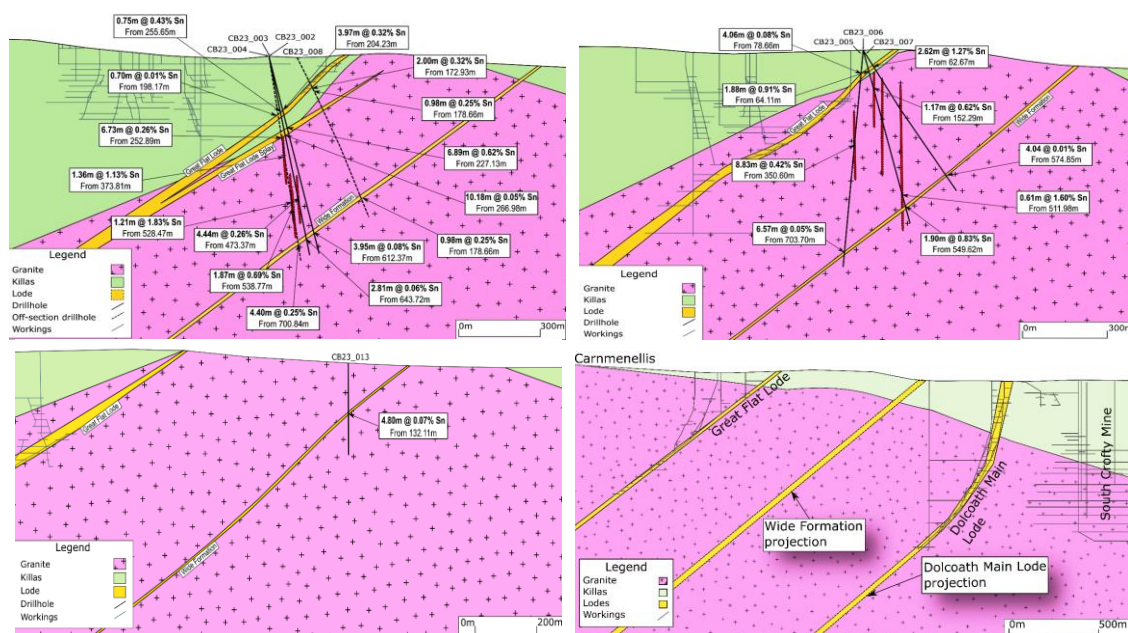 0.75m @ 0.43% Sn
From 255.65m
CB23_003
CB23_004
CB23_002
CB23_008
3.97m @ 0.32% Sn
From 204.23m
2.00m @ 0.32% Sn
From 172.93m
0.70m @ 0.01% Sn
From 198.17m
0.98m @ 0.25% Sn
From 178.66m
6.73m @ 0.26% Sn
From 252.89m
6.89m @ 0.62% Sn
From 227.13m
Great Flat Lode
Great Flat Lode Splay
1.36m @ 1.13% Sn
From 373.81m
10.18m @ 0.05% Sn
From 266.98m
Wide Formation
1.21m @ 1.83% Sn
From 528.47m
4.44m @ 0.26% Sn
From 473.37m
3.95m @ 0.08% Sn
From 612.37m
0.98m @ 0.25% Sn
From 178.66m
1.87m @ 0.69% Sn
From 538.77m
2.81m @ 0.06% Sn
From 643.72m
4.40m @ 0.25% Sn
From 700.84m
Legend
Granite
Killas
Lode
Drillhole
Off-section drillhole
Workings
0m 300m
4.06m @ 0.08% Sn
From 78.66m
CB23_006
CB23_005
CB23_007
2.62m @ 1.27% Sn
From 62.67m
1.88m @ 0.91% Sn
From 64.11m
1.17m @ 0.62% Sn
From 152.29m
Great Flat Lode
Wide Formation
8.83m @ 0.42% Sn
From 350.60m
4.04 @ 0.01% Sn
From 574.85m
0.61m @ 1.60% Sn
From 511.98m
6.57m @ 0.05% Sn
From 703.70m
1.90m @ 0.83% Sn
From 549.62m
Legend
Granite
Killas
Lode
Drillhole
Workings
0m 300m
CB23_013
Great Flat Lode
4.80m @ 0.07% Sn
From 132.11m
Wide Formation
Legend
Granite
Killas
Lode
Drillhole
Workings
0m 200m
Carnmenellis
Great Flat Lode
Dolcoath Main
Lode
South Crofty Mine
Wide Formation
projection
Dolcoath Main Lode
projection
Legend
Granite
Killas
Lodes
Workings
0m 500m